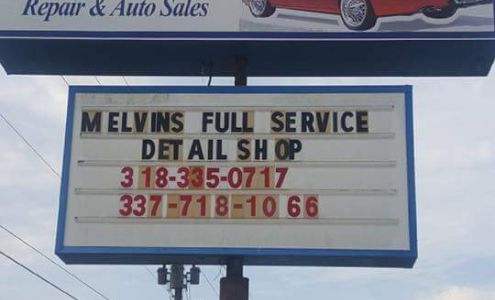 Repair & Auto Sales
MELVINS FULL SERVICE
DETAIL SHOP
318-335-0717
337-718-1066